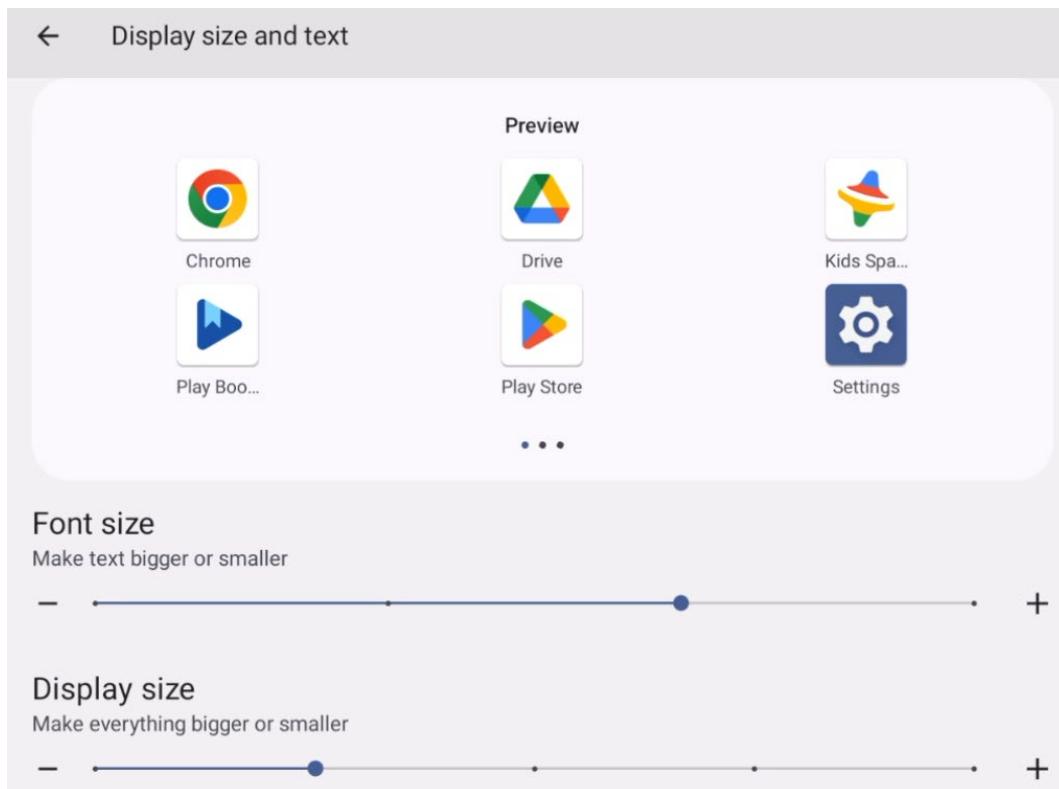 Display size and text
Preview
Chrome
Drive
Kids Spa...
Play Boo...
Play Store
Settings
Font size
Make text bigger or smaller
Display size
Make everything bigger or smaller